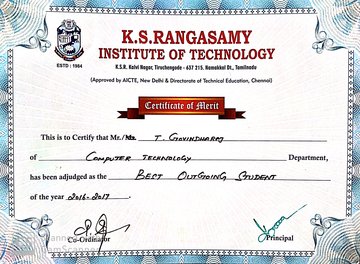 K.S.RANGASAMY
INSTITUTE OF TECHNOLOGY
K.S.R. Kalvi Nagar, Tiruchengode - 637 215. Namakkal Dt., Tamilnadu
ESTD : 1984
(Approved by AICTE, New Delhi & Directorate of Technical Education, Chennai)
Certificate of Merit
This is to Certify that Mr./Ms. T. GOVINDHARAJ
of COMPUTER TECHNOLOGY Department,
has been adjudged as the BEST OUTGOING STUDENT
of the year 2016-2017.
Co-Ordinator
Principal